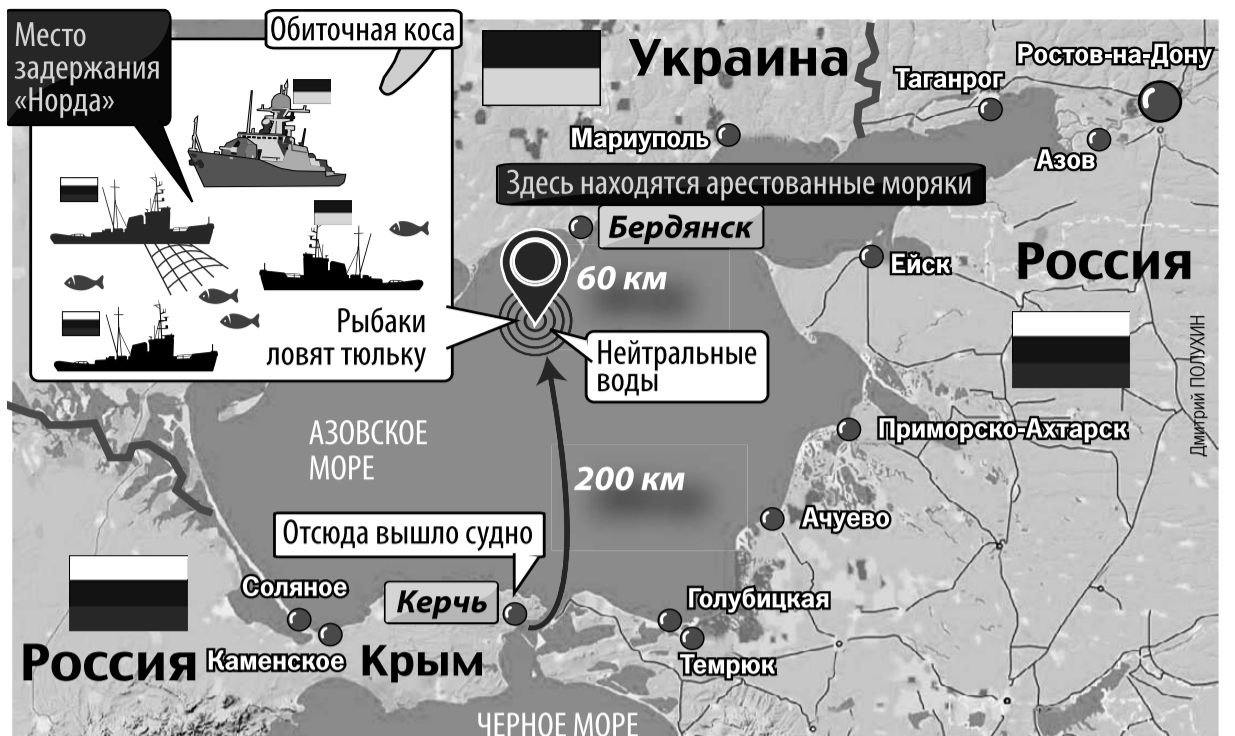 Место
задержания
«Норда»
Обиточная коса
Украина
Ростов-на-Дону
Таганрог
Мариуполь
Азов
Здесь находятся арестованные моряки
Бердянск
Ейск
Россия
60 км
Рыбаки
ловят тюльку
Нейтральные
воды
Дмитрий ПОЛУХИН
АЗОВСКОЕ
МОРЕ
Приморско-Ахтарск
200 км
Ачуево
Отсюда вышло судно
Соляное
Керчь
Голубицкая
Россия
Каменское
Крым
Темрюк
ЧЕРНОЕ МОРЕ